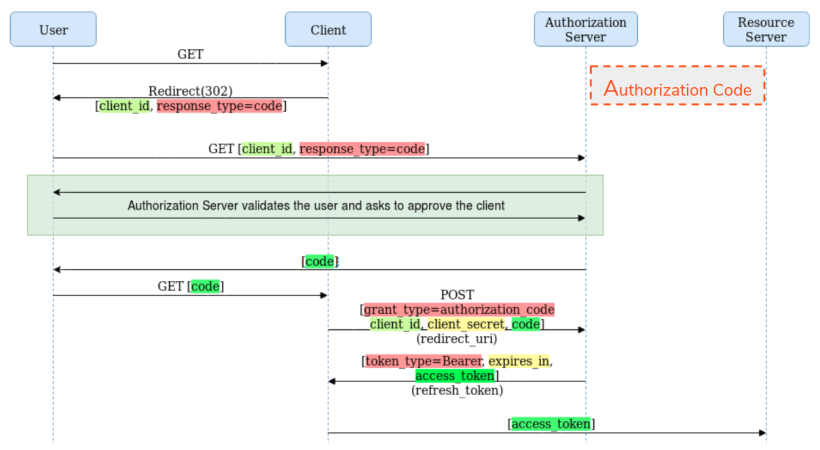 User
Client
Authorization
Server
Resource
Server
GET
Authorization Code
Redirect(302)
[client_id, response_type=code]
GET [client_id, response_type=code]
Authorization Server validates the user and asks to approve the client
[code]
GET [code]
POST
[grant_type=authorization_code
client_id, client_secret, code]
(redirect_uri)
[token_type=Bearer, expires_in,
access_token]
(refresh_token)
[access_token]